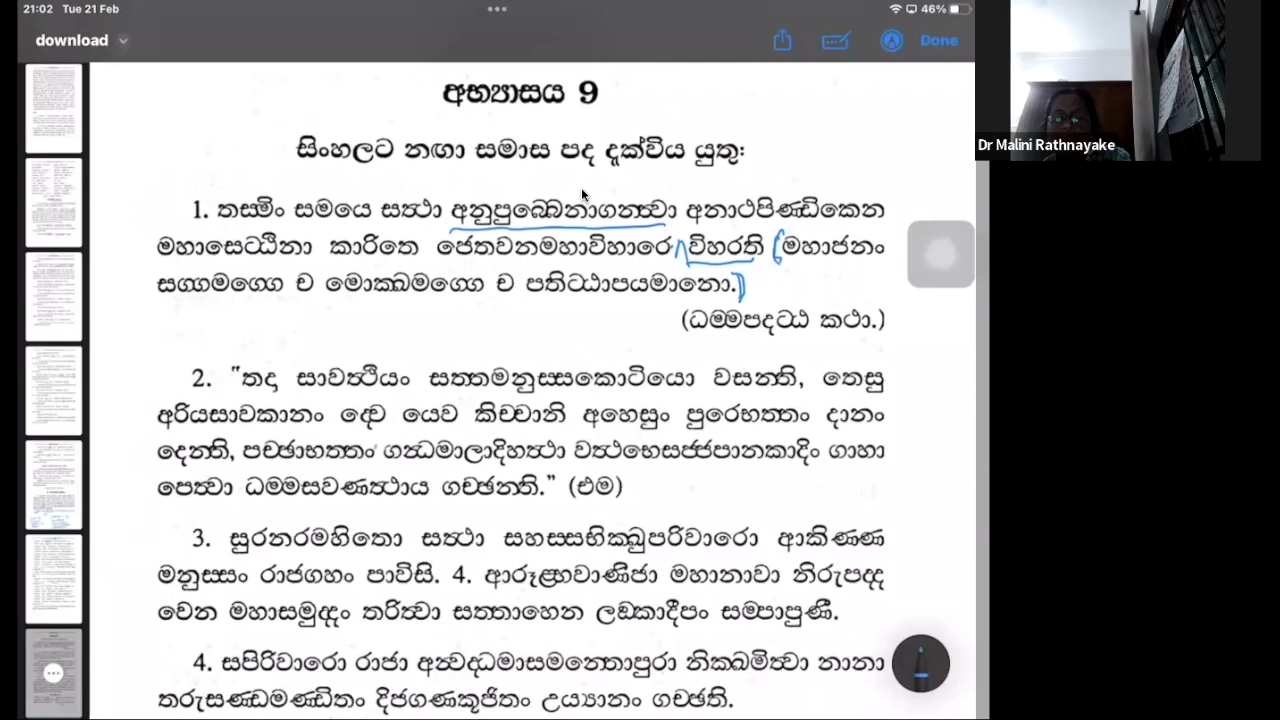 21:02 Tue 21 Feb
46%
download
Done
Dr Malini Rathnayake
අභ්‍යාසය 9
සිංහලට නඟා සමාස පද දැක්විය යුතු:
1. තස්මිං සමයෙ සත්‍ථා අනුපුබ්බෙනාගන්ත්‍වා අනාථපිණ්ඩිකෙන
මහාසෙට්ඨිනා කාරිතෙ ජෙතවනමහාවිහාරෙ විහරති මහාජනං
සග්ගමග්ගෙ ච මොක්ඛමග්ගෙ ච පතිට්ඨාපයමානො.
(ධම්මපදට්ඨ කථා.)
2. “තදා සාවත්‍ථියං සත්තමනුස්සකොටියො වසන්ති, තෙසු
අරියසාවකානං ද්වෙ යෙව කිච්චානි අහෙසුං පුරෙභත්තං දානං
දෙන්ති, පච්ඡාභත්තං ගන්‍ධමාලාදිහත්‍ථා වත්‍ථභෙසජ්ජපානකාදිං ගාහා
පෙත්‍වා ධම්මසවණත්‍ථාය ගච්ඡන්ති.” (එම)
3. සුරනරමහිතො සත්‍ථා සහස්සභික්ඛුපරිවාරො ආකිණ්ණ
මනුස්සං රාජගහං පාවිසි. 4. ආරූළ්හවාණිජා මහානාවා නිරුපද්ද
වෙන මහාසමුද්දං තරිත්‍වා සත්තාහෙන ලඞ්කාදීපං සම්පාපුණී.
4. සපිරිවාරො රාජා අන්‍වද්ධමාසමන්තොපුරා නික්ඛමිත්‍වා නානා
තරුසණ්ඩමණ්ඩිතං දිජගණකූජිතං උය්‍යානං ගච්ඡති.